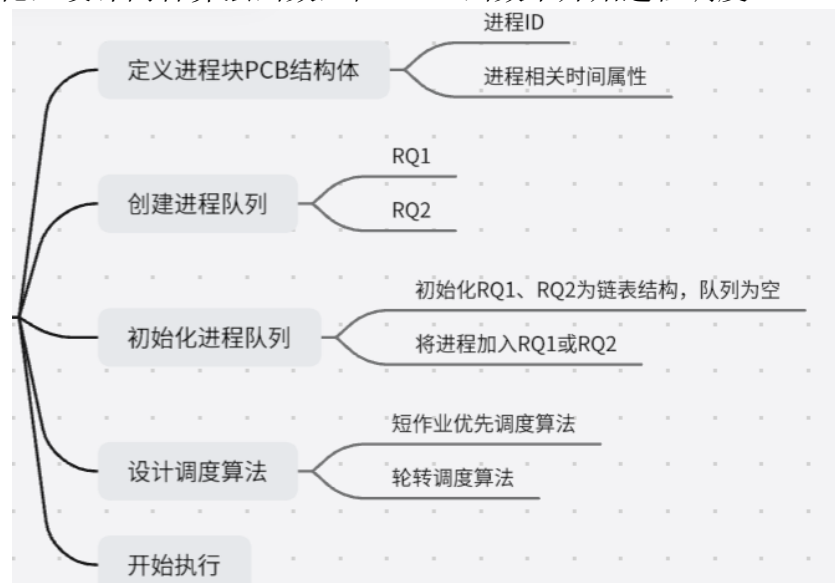 进程ID
定义进程块PCB结构体
进程相关时间属性
RQ1
创建进程队列
RQ2
初始化RQ1、RQ2为链表结构，队列为空
初始化进程队列
将进程加入RQ1或RQ2
短作业优先调度算法
设计调度算法
轮转调度算法
开始执行